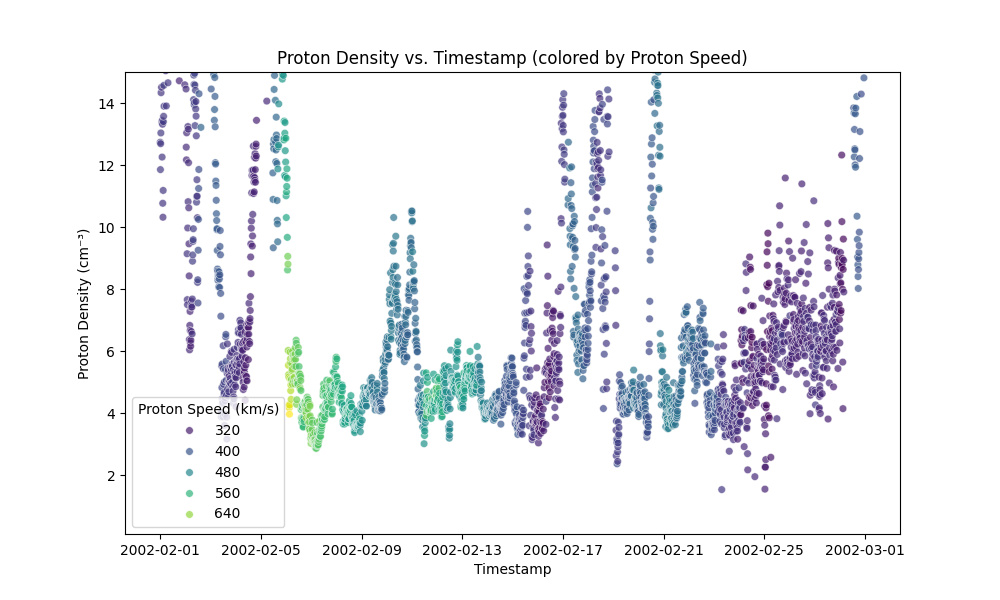 Proton Density vs. Timestamp (colored by Proton Speed)
Proton Density (cm⁻³)
14
12
10
8
6
4
2
Proton Speed (km/s)
320
400
480
560
640
2002-02-01 2002-02-05 2002-02-09 2002-02-13 2002-02-17 2002-02-21 2002-02-25 2002-03-01
Timestamp